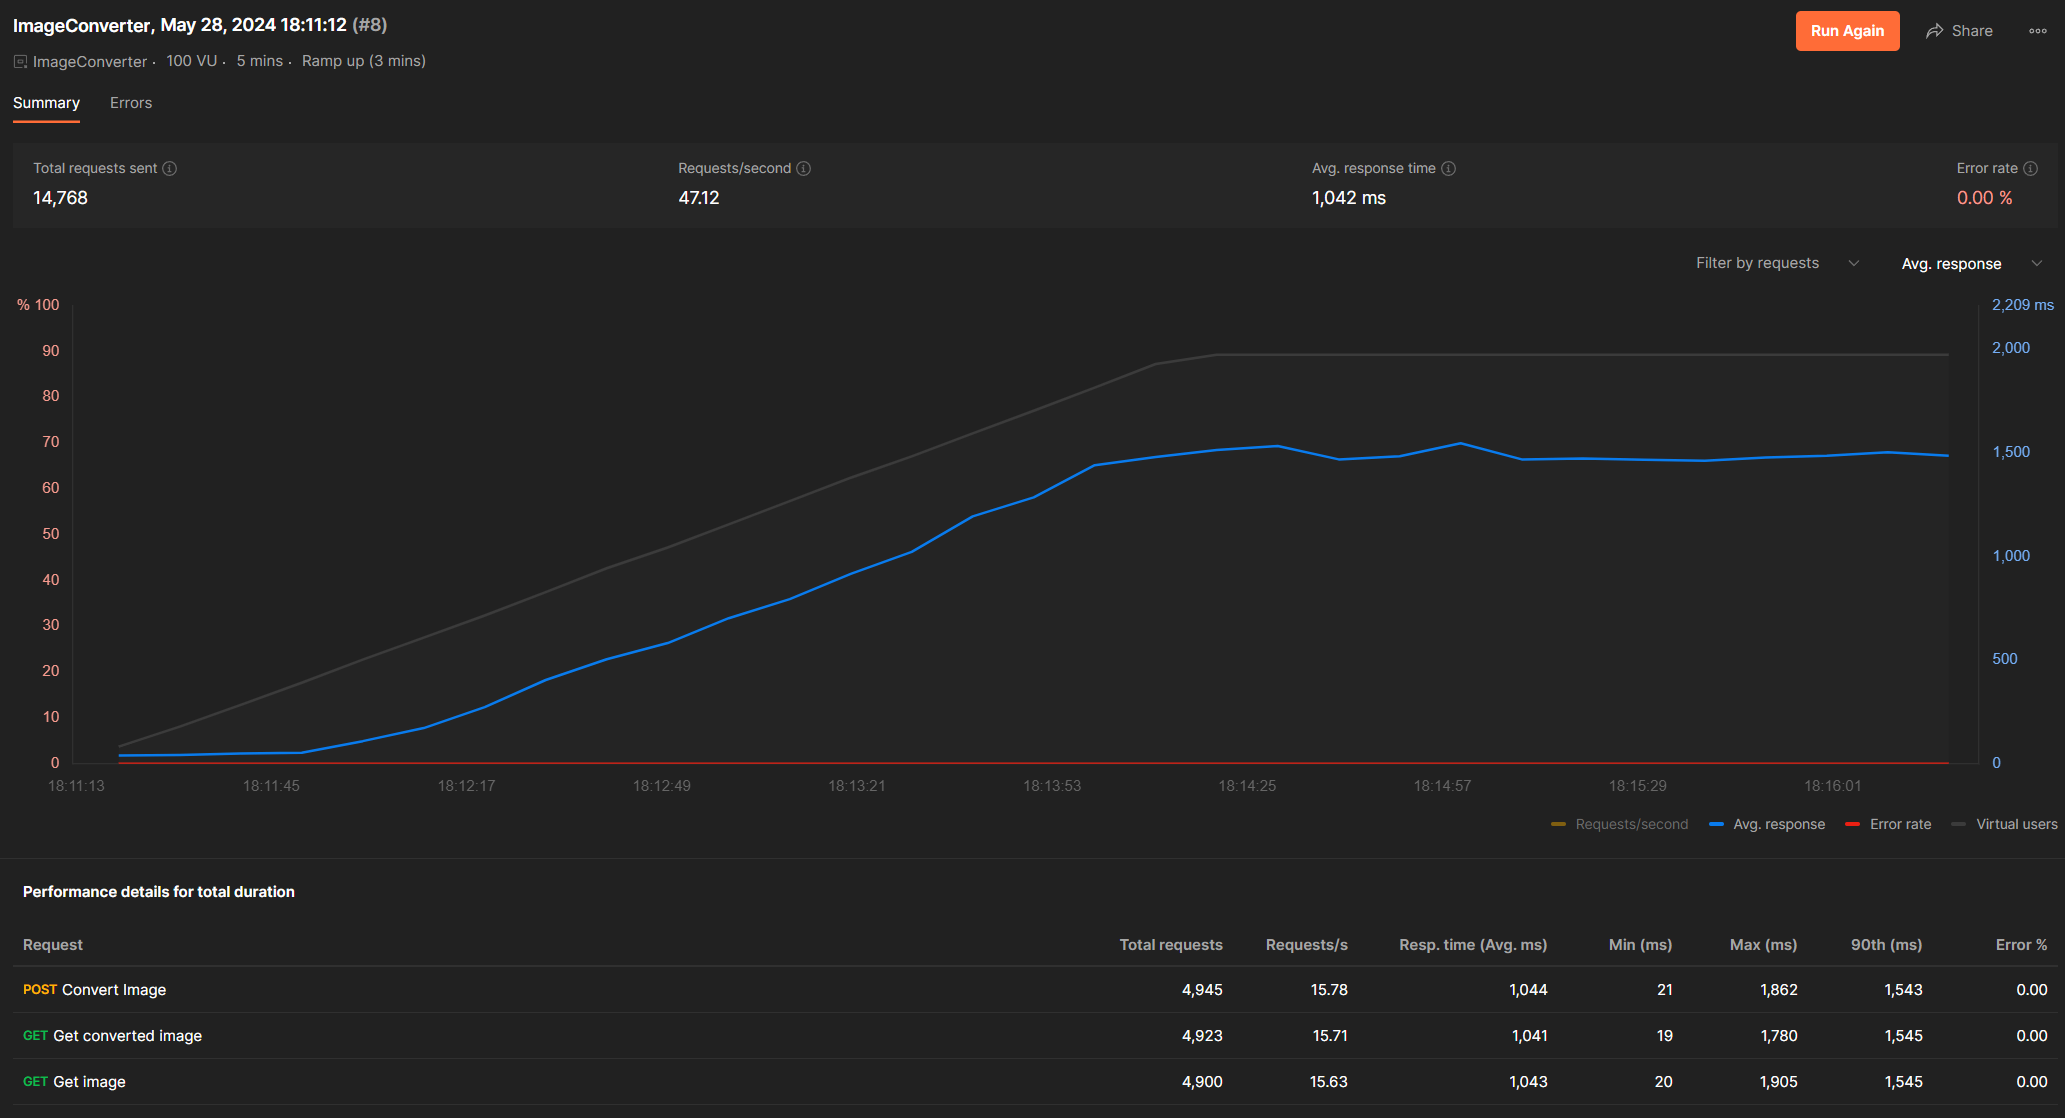 ImageConverter, May 28, 2024 18:11:12 (#8)
Run Again
Share
ImageConverter · 100 VU · 5 mins · Ramp up (3 mins)
Summary Errors
Total requests sent Requests/second Avg. response time Error rate
14,768 47.12 1,042 ms 0.00 %
Filter by requests Avg. response
% 100 2,209 ms
90 2,000
80
70 1,500
60
50 1,000
40
30 500
20
10
0 0
18:11:13 18:11:45 18:12:17 18:12:49 18:13:21 18:13:53 18:14:25 18:14:57 18:15:29 18:16:01
Requests/second Avg. response Error rate Virtual users
Performance details for total duration
Request Total requests Requests/s Resp. time (Avg. ms) Min (ms) Max (ms) 90th (ms) Error %
POST Convert Image 4,945 15.78 1,044 21 1,862 1,543 0.00
GET Get converted image 4,923 15.71 1,041 19 1,780 1,545 0.00
GET Get image 4,900 15.63 1,043 20 1,905 1,545 0.00